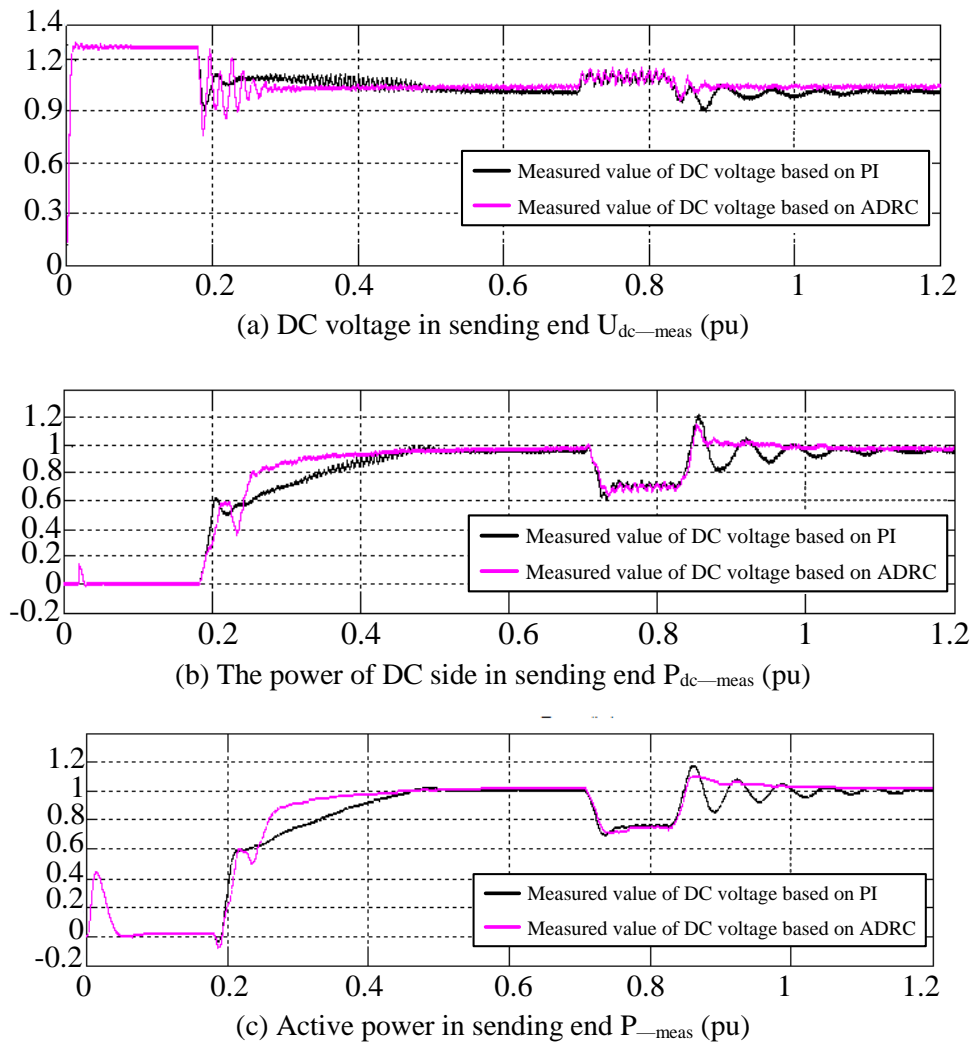 1.4
1.2
0.9
0.6
0.3
0
Measured value of DC voltage based on PI
Measured value of DC voltage based on ADRC
0 0.2 0.4 0.6 0.8 1 1.2
(a) DC voltage in sending end Udc—meas (pu)
1.2
1
0.8
0.6
0.4
0.2
0
-0.2
Measured value of DC voltage based on PI
Measured value of DC voltage based on ADRC
0 0.2 0.4 0.6 0.8 1 1.2
(b) The power of DC side in sending end Pdc—meas (pu)
1.2
1
0.8
0.6
0.4
0.2
0
-0.2
Measured value of DC voltage based on PI
Measured value of DC voltage based on ADRC
0 0.2 0.4 0.6 0.8 1 1.2
(c) Active power in sending end P—meas (pu)